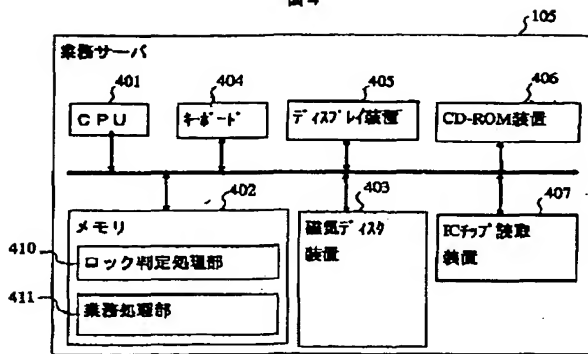 図4
105
業務サーバ
401
404
405
406
CPU
キーボード
ディスプレイ装置
CD-ROM装置
402
403
407
メモリ
磁気ディスク
装置
ICチップ読取
装置
410
ロック判定処理部
411
業務処理部